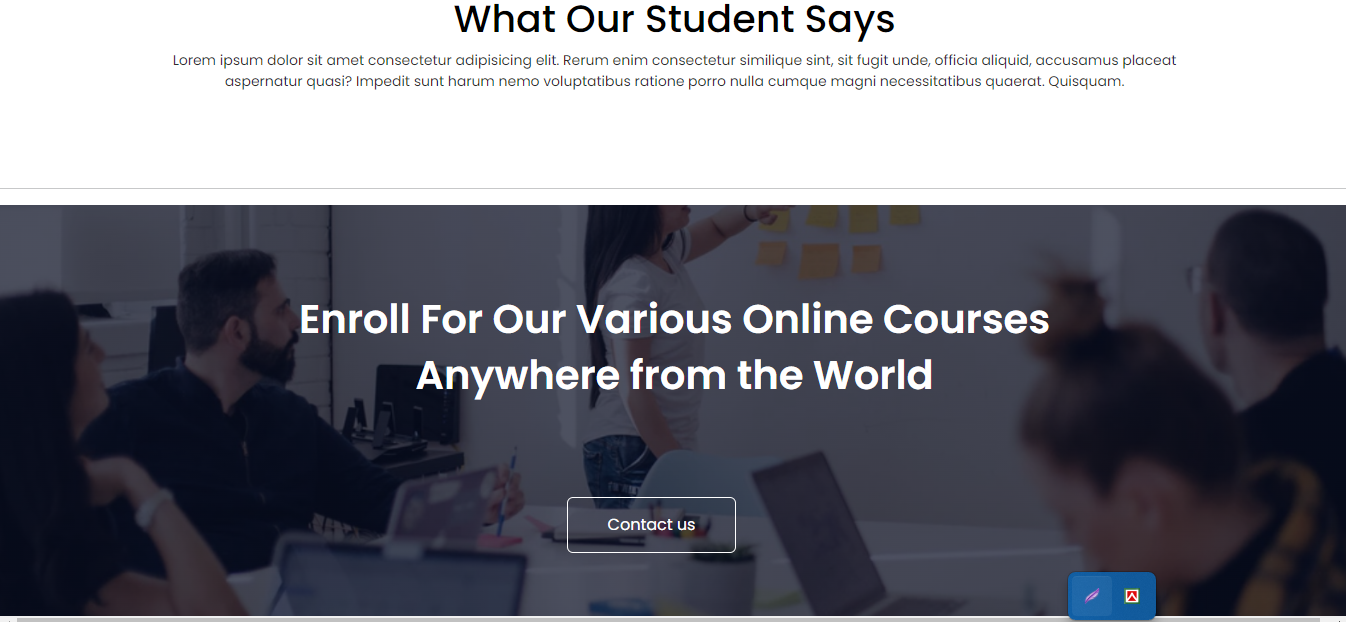 What Our Student Says
Lorem ipsum dolor sit amet consectetur adipisicing elit. Rerum enim consectetur similique sint, sit fugit unde, officia aliquid, accusamus placeat
aspernatur quasi? Impedit sunt harum nemo voluptatibus ratione porro nulla cumque magni necessitatibus quaerat. Quisquam.
Enroll For Our Various Online Courses
Anywhere from the World
Contact us